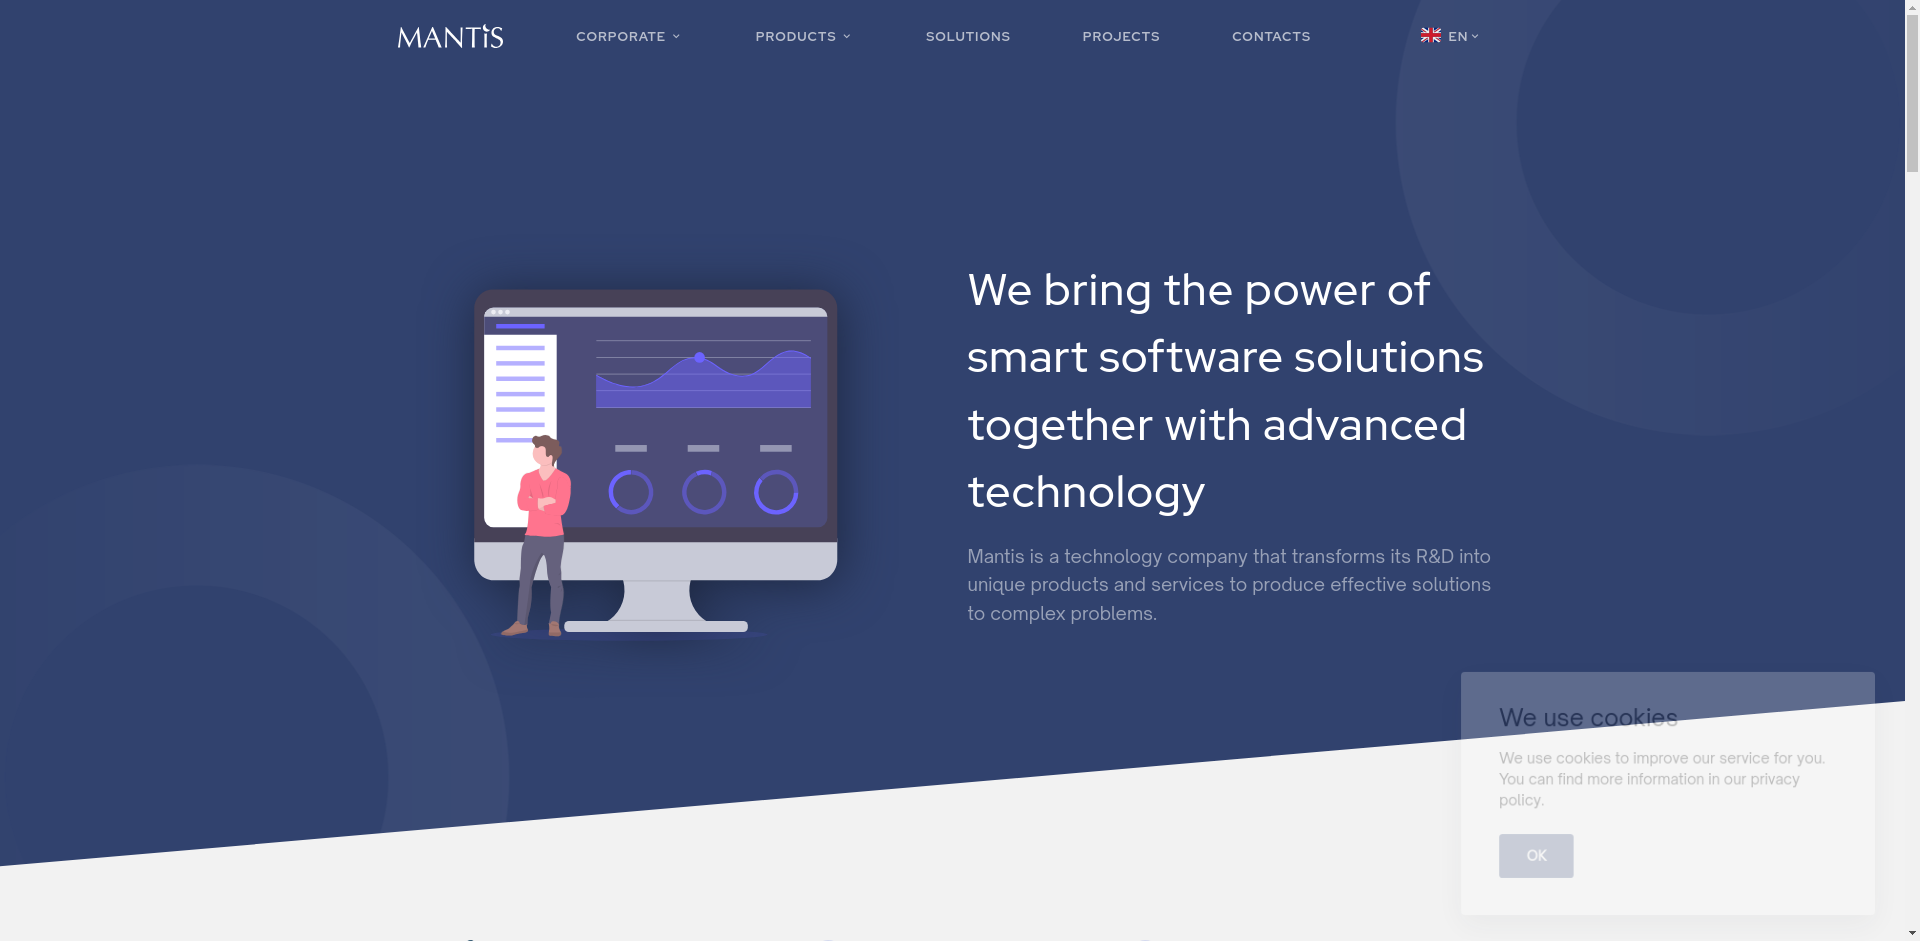 MANTIS
CORPORATE
PRODUCTS
SOLUTIONS
PROJECTS
CONTACTS
EN
We bring the power of
smart software solutions
together with advanced
technology
Mantis is a technology company that transforms its R&D into
unique products and services to produce effective solutions
to complex problems.
We use cookies
We use cookies to improve our service for you.
You can find more information in our privacy
policy.
OK